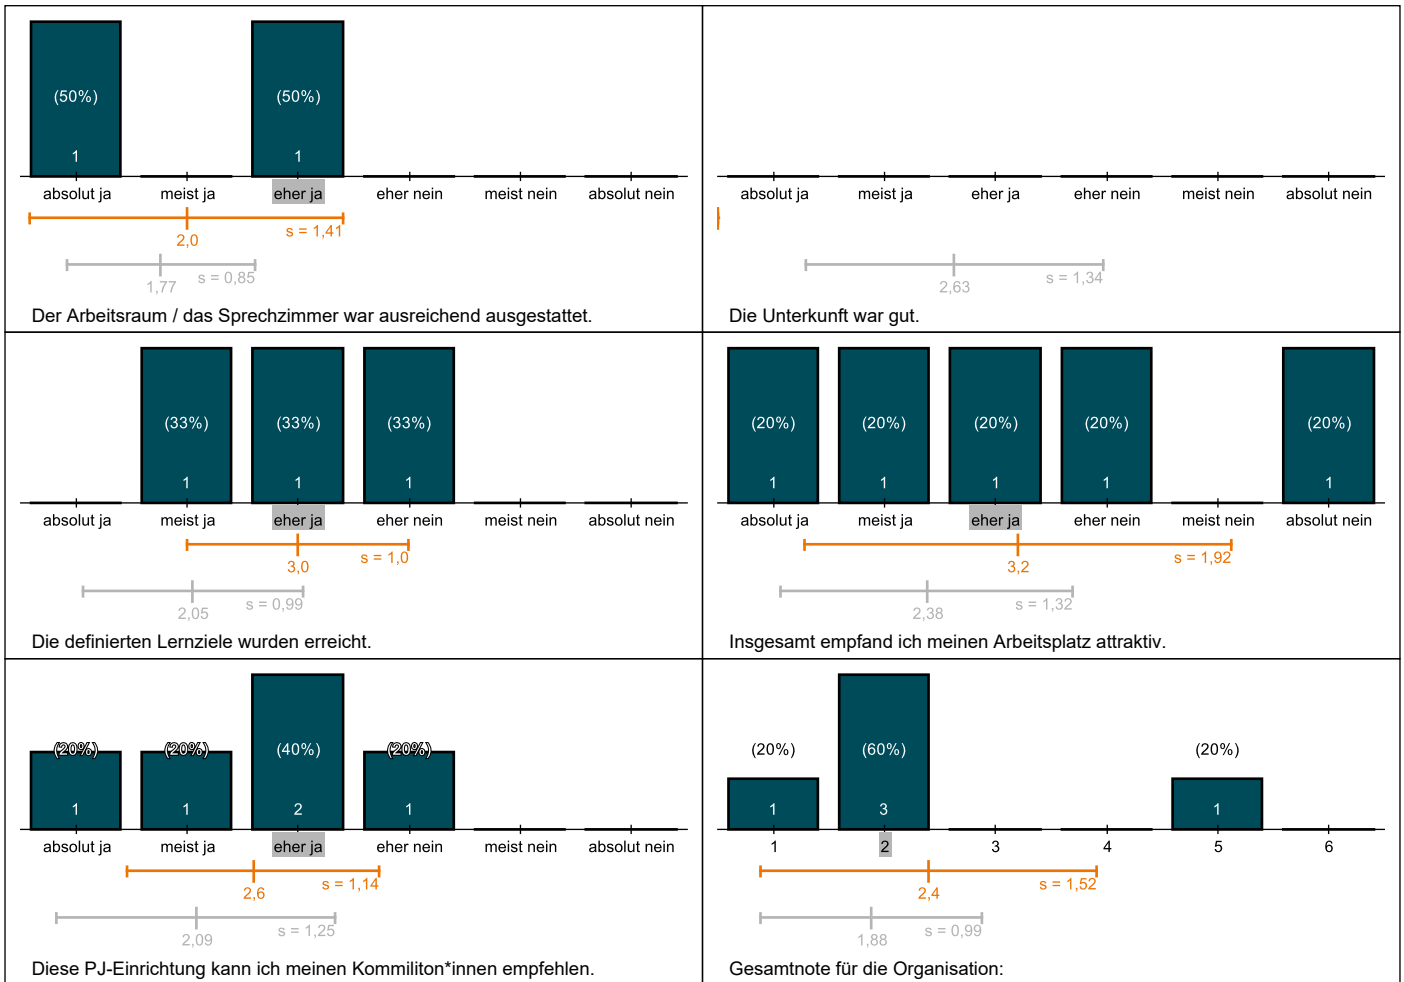 (50%) (50%)
1 1
absolut ja meist ja eher ja eher nein meist nein absolut nein
s = 1,41
2,0
s = 0,85
1,77
Der Arbeitsraum / das Sprechzimmer war ausreichend ausgestattet.
absolut ja meist ja eher ja eher nein meist nein absolut nein
s = 1,34
2,63
Die Unterkunft war gut.
(33%) (33%) (33%)
1 1 1
absolut ja meist ja eher ja eher nein meist nein absolut nein
s = 1,0
3,0
s = 0,99
2,05
Die definierten Lernziele wurden erreicht.
(20%) (20%) (20%) (20%) (20%)
1 1 1 1 1
absolut ja meist ja eher ja eher nein meist nein absolut nein
s = 1,92
3,2
s = 1,32
2,38
Insgesamt empfand ich meinen Arbeitsplatz attraktiv.
(20%) (20%) (40%) (20%)
1 1 2 1
absolut ja meist ja eher ja eher nein meist nein absolut nein
s = 1,14
2,6
s = 1,25
2,09
Diese PJ-Einrichtung kann ich meinen Kommiliton*innen empfehlen.
(20%) (60%) (20%)
1 3 1
1 2 3 4 5 6
s = 1,52
2,4
s = 0,99
1,88
Gesamtnote für die Organisation: